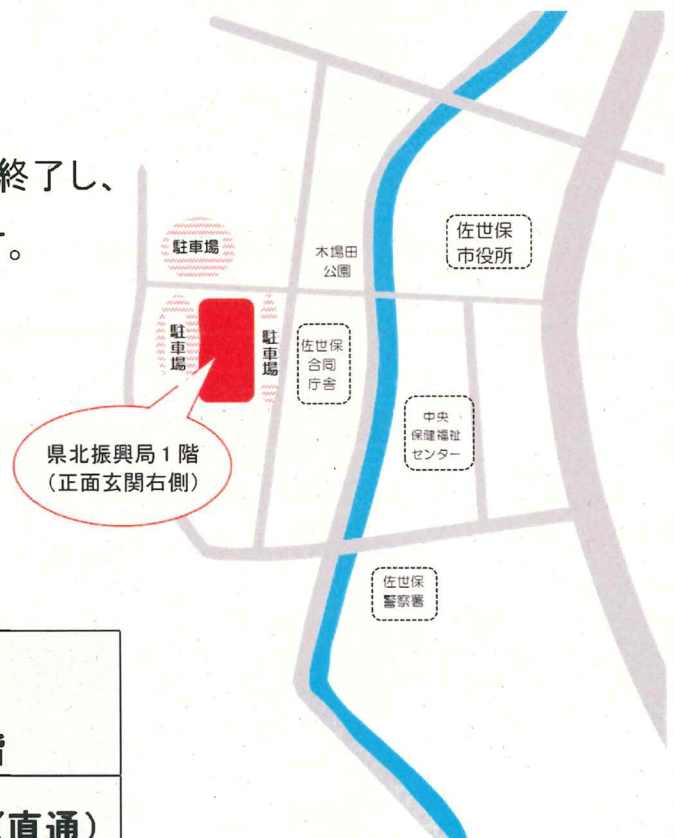 終了し、
す。
駐車場
木場田
公園
佐世保
市役所
駐車場
駐車場
佐世保
合同
庁舎
中央
保健福祉
センター
県北振興局1階
(正面玄関右側)
佐世保
警察署
階
(直通)